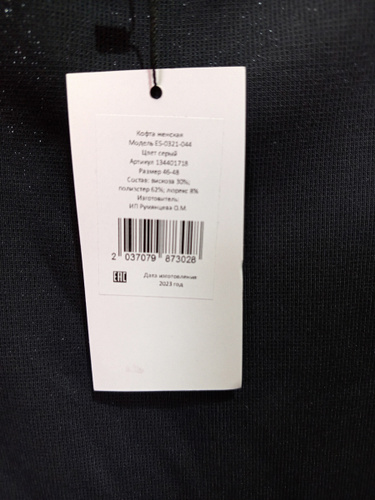 Кофта женская
Модель ES-0321-044
Цвет серый
Артикул 134401718
Размер 46-48
Состав: вискоза 30%;
полиэстер 62%; люрекс 8%
Изготовитель:
ИП Румянцева О.М.
2 037079 873028
EAC Дата изготовления:
2023 год